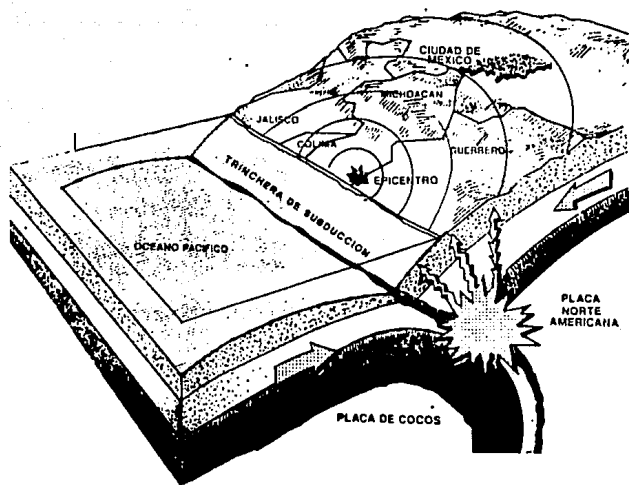 CIUDAD DE
MEXICO
MICHOACAN
JALISCO
COLIMA
GUERRERO
EPICENTRO
TRINCHERA DE SUBDUCCION
OCEANO PACIFICO
PLACA
NORTE
AMERICANA
PLACA DE COCOS